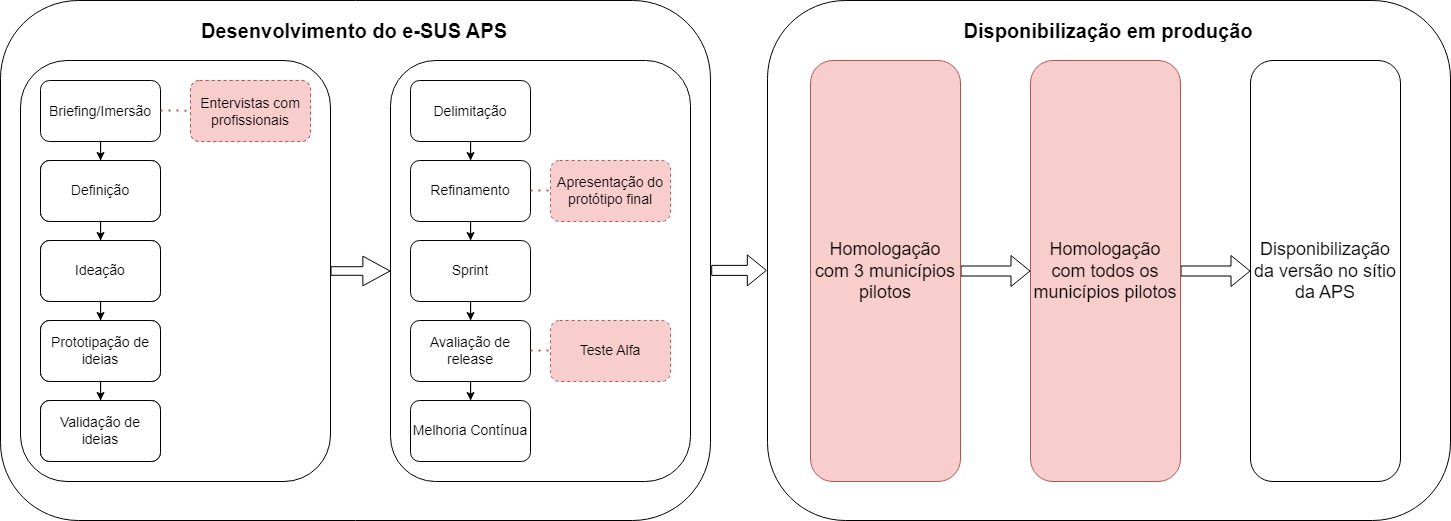 Desenvolvimento do e-SUS APS
Briefing/Imersão
Entrevistas com
profissionais
Definição
Ideação
Prototipação de
ideias
Validação de
ideias
Delimitação
Refinamento
Apresentação do
protótipo final
Sprint
Avaliação de
release
Teste Alfa
Melhoria Contínua
Disponibilização em produção
Homologação
com 3 municípios
pilotos
Homologação
com todos os
municípios pilotos
Disponibilização
da versão no sítio
da APS